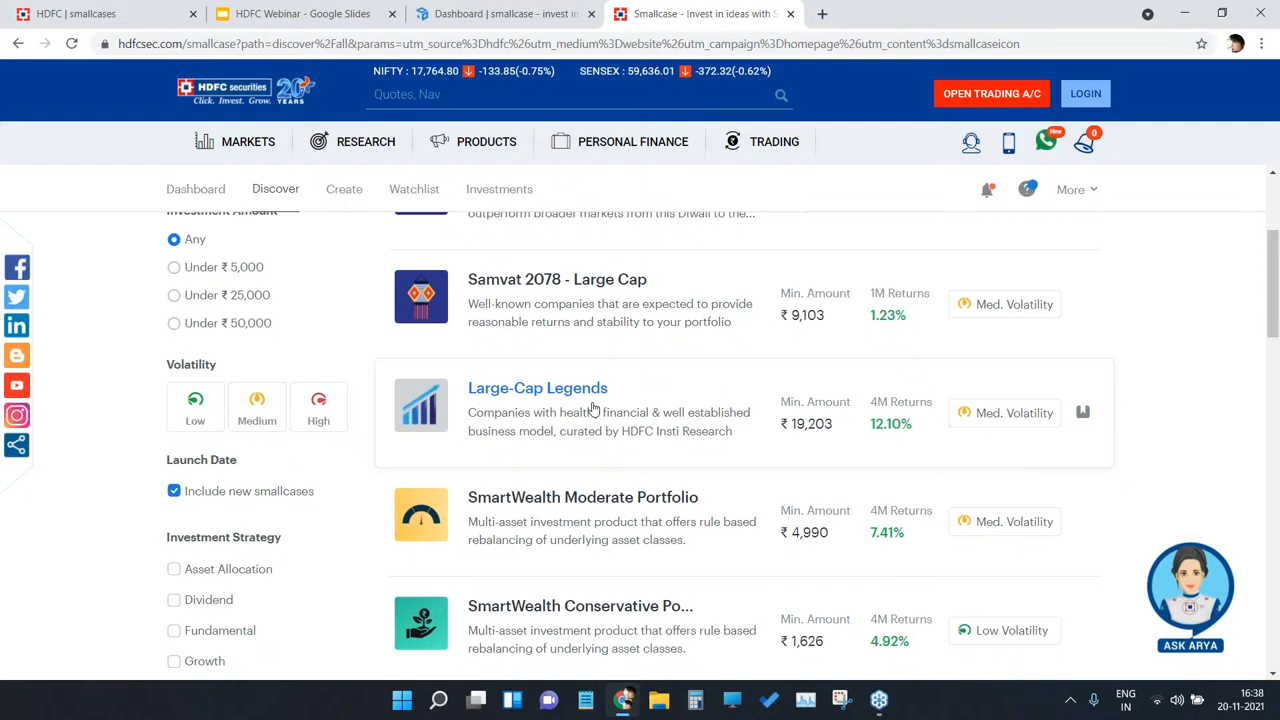 HDFC | smallcases
HDFC Webinar - Google Slides
Dashboard | smallcase - invest in
Smallcase - Invest in ideas with S
hdfcsec.com/smallcase?path=discover%2Fall&params=utm_source%3Dhdfc%26utm_medium%3Dwebsite%26utm_campaign%3Dhomepage%26utm_content%3dsmallcaseicon
HDFC securities
Click. Invest. Grow.
20 YEARS
NIFTY : 17,764.80 -133.85(-0.75%) SENSEX : 59,636.01 -372.32(-0.62%)
Quotes, Nav
OPEN TRADING A/C
LOGIN
MARKETS RESEARCH PRODUCTS PERSONAL FINANCE TRADING
New
0
Dashboard Discover Create Watchlist Investments
More
Investment Amount
Any
Under ₹ 5,000
Under ₹ 25,000
Under ₹ 50,000
Volatility
Low Medium High
Launch Date
Include new smallcases
Investment Strategy
Asset Allocation
Dividend
Fundamental
Growth
outperform broader markets from this Diwali to the...
Samvat 2078 - Large Cap
Well-known companies that are expected to provide
reasonable returns and stability to your portfolio
Min. Amount
₹ 9,103
1M Returns
1.23%
Med. Volatility
Large-Cap Legends
Companies with healthy financial & well established
business model, curated by HDFC Insti Research
Min. Amount
₹ 19,203
4M Returns
12.10%
Med. Volatility
SmartWealth Moderate Portfolio
Multi-asset investment product that offers rule based
rebalancing of underlying asset classes.
Min. Amount
₹ 4,990
4M Returns
7.41%
Med. Volatility
SmartWealth Conservative Po...
Multi-asset investment product that offers rule based
rebalancing of underlying asset classes.
Min. Amount
₹ 1,626
4M Returns
4.92%
Low Volatility
ASK ARYA
ENG
IN
16:38
20-11-2021